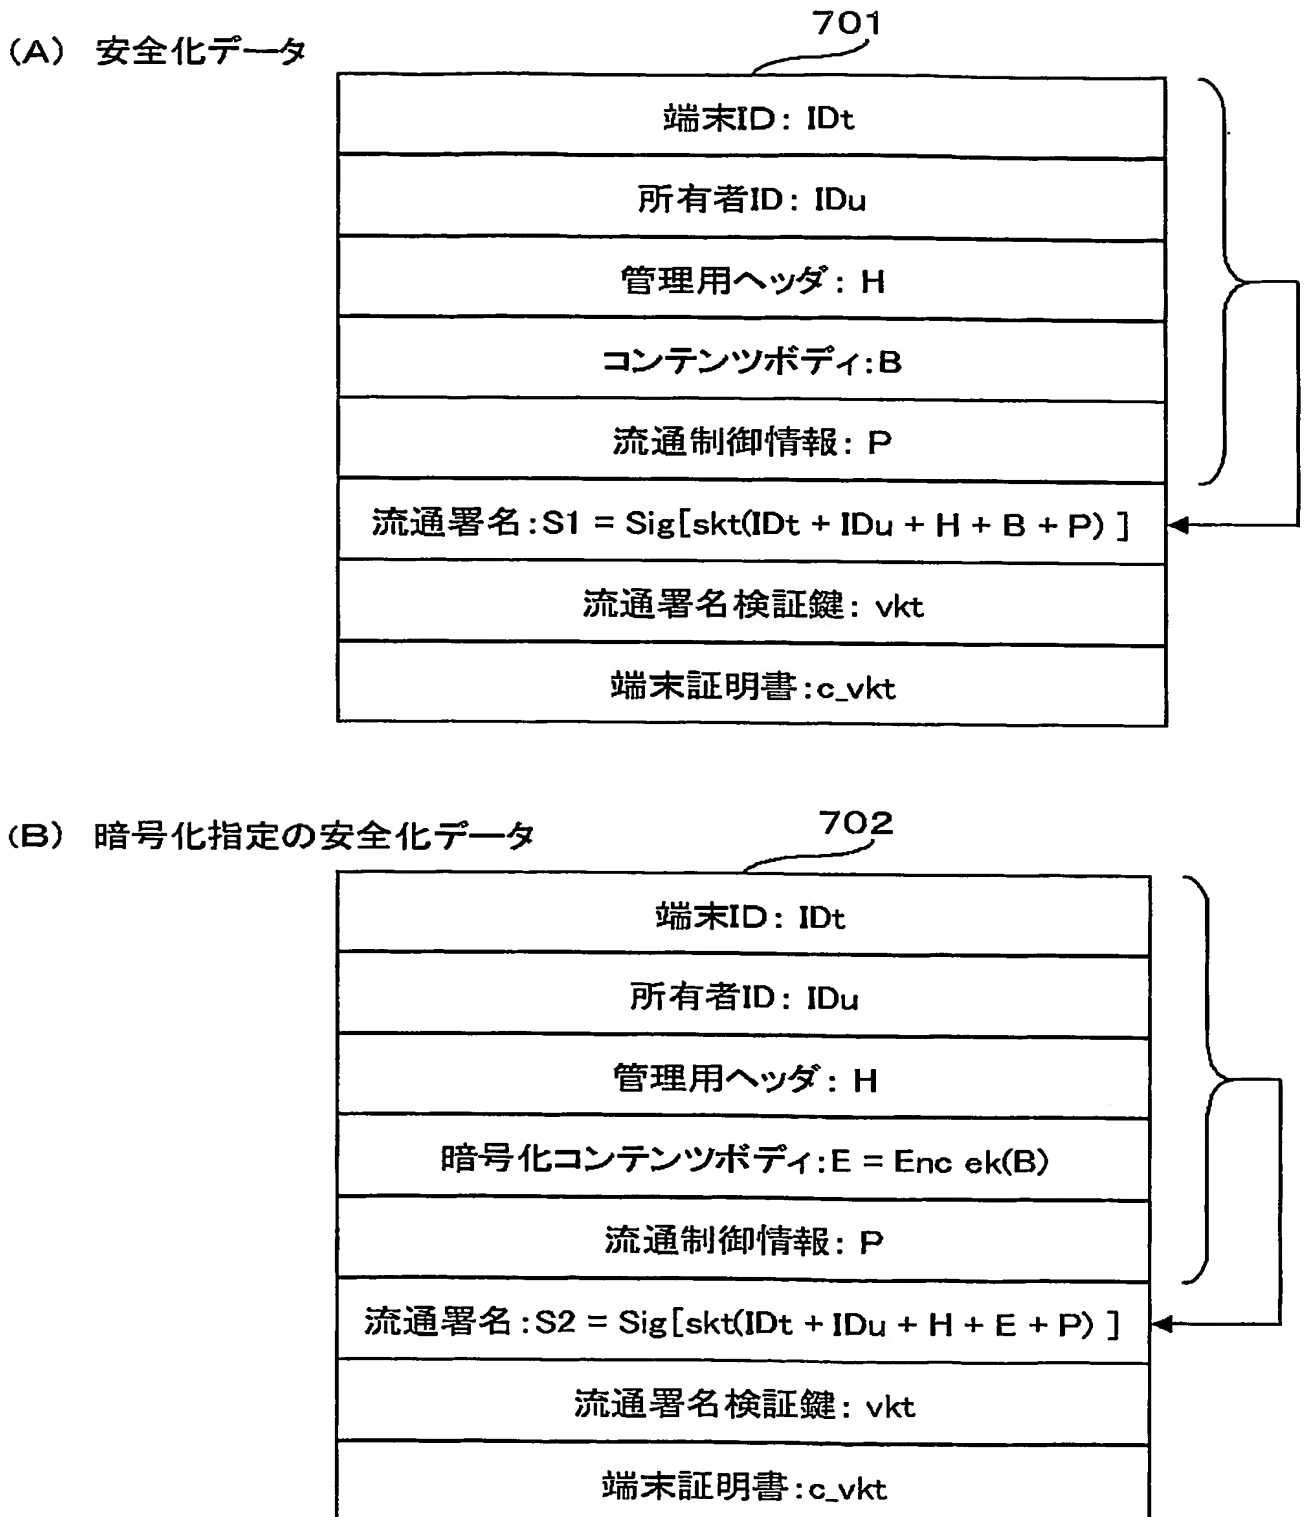 701
(A) 安全化データ
端末ID: IDt
所有者ID: IDu
管理用ヘッダ: H
コンテンツボディ:B
流通制御情報: P
流通署名:S1 = Sig[skt(IDt + IDu + H + B + P) ]
流通署名検証鍵: vkt
端末証明書:c_vkt
702
(B) 暗号化指定の安全化データ
端末ID: IDt
所有者ID: IDu
管理用ヘッダ: H
暗号化コンテンツボディ:E = Enc ek(B)
流通制御情報: P
流通署名:S2 = Sig[skt(IDt + IDu + H + E + P) ]
流通署名検証鍵: vkt
端末証明書:c_vkt